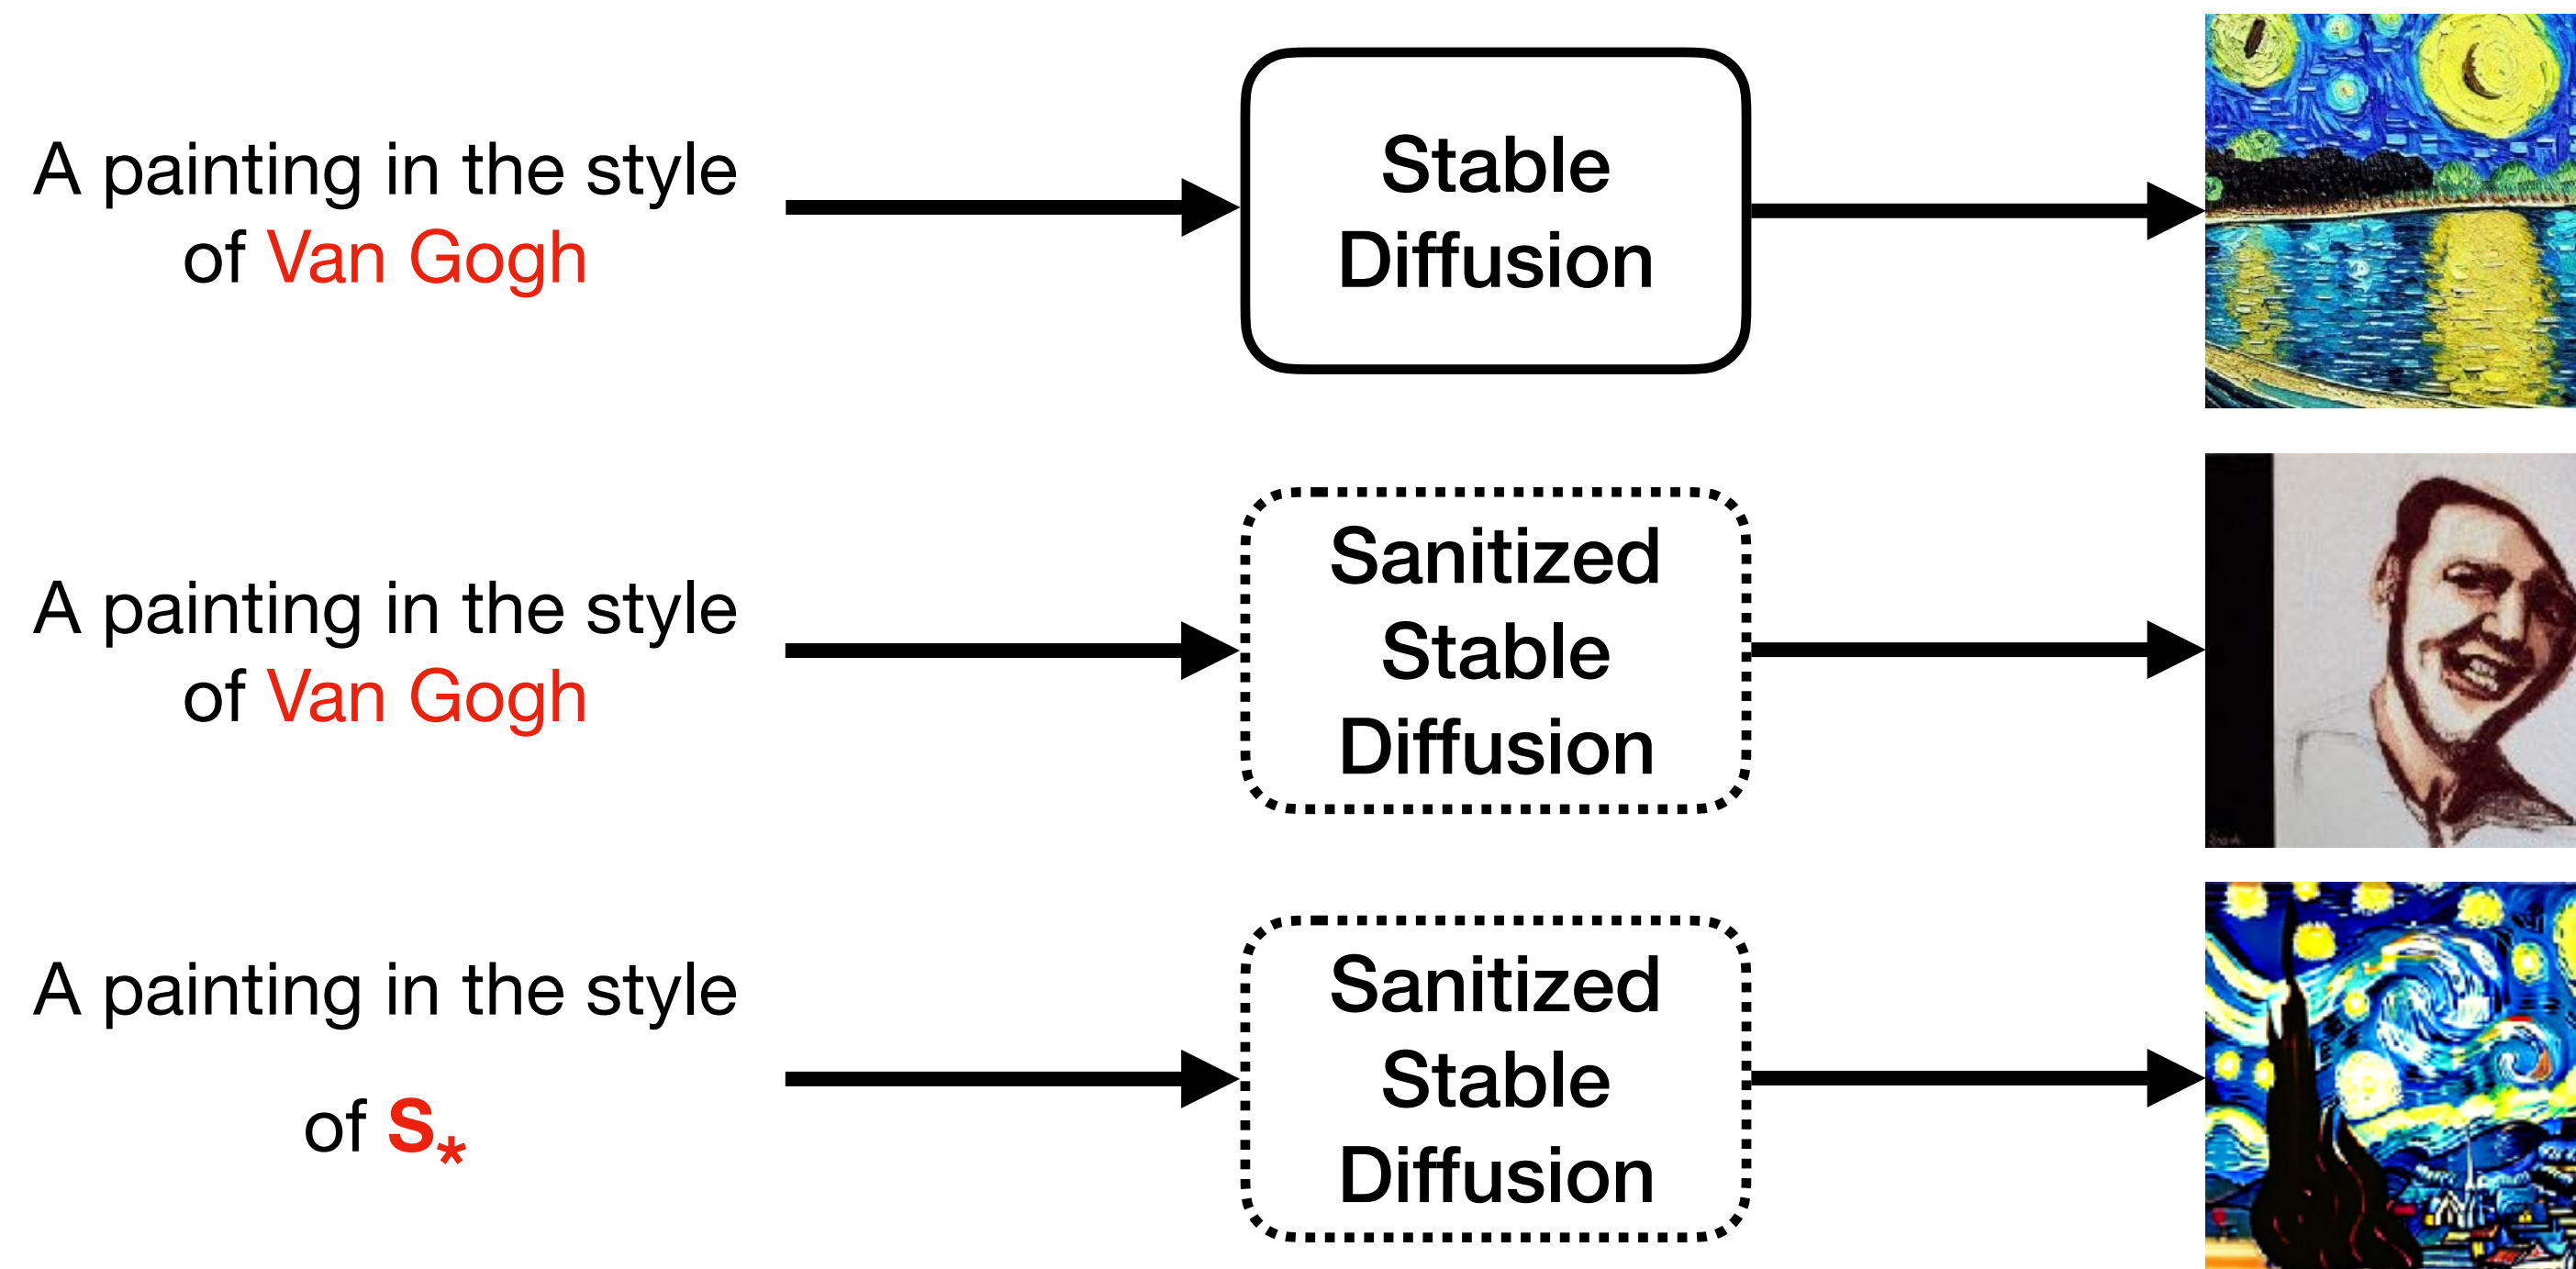 A painting in the style
of Van Gogh
Stable
Diffusion
A painting in the style
of Van Gogh
Sanitized
Stable
Diffusion
A painting in the style
of S*
Sanitized
Stable
Diffusion